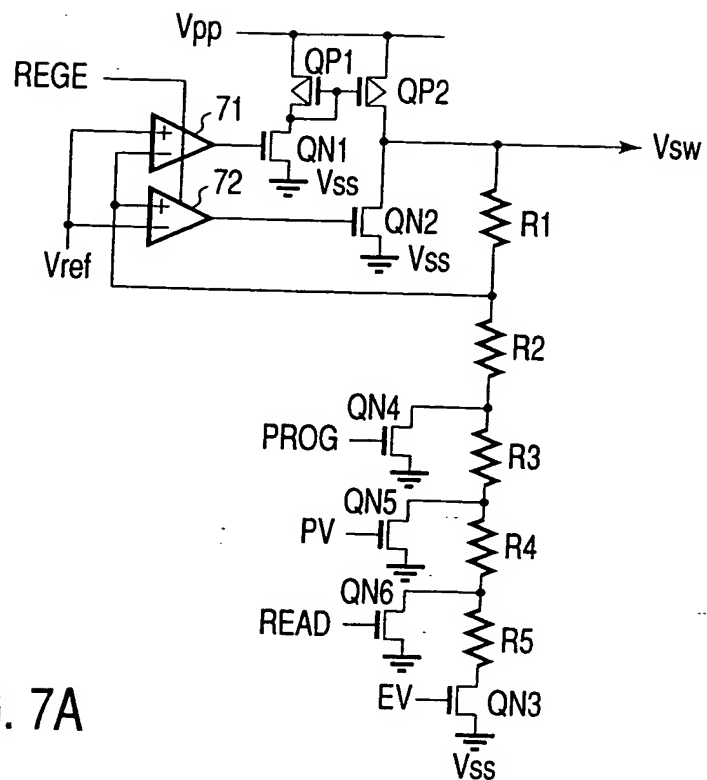 Vpp
REGE
QP1
QP2
71
+
−
QN1
Vss
Vsw
72
+
−
QN2
Vss
R1
Vref
R2
QN4
PROG
R3
QN5
PV
R4
QN6
READ
R5
EV
QN3
Vss
. 7A